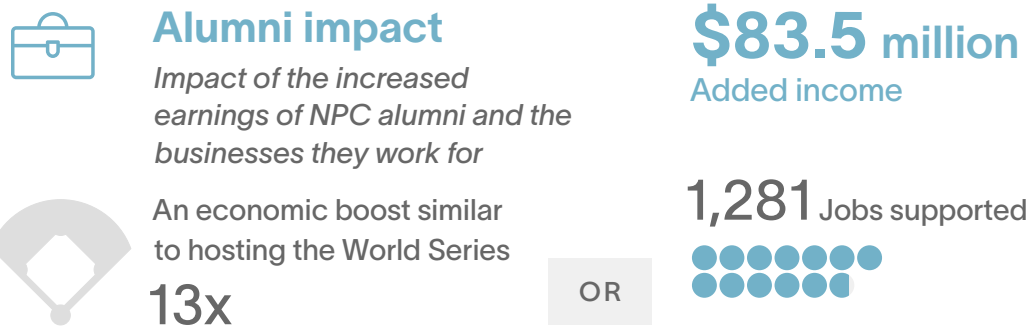 Alumni impact
Impact of the increased
earnings of NPC alumni and the
businesses they work for
$83.5 million
Added income
An economic boost similar
to hosting the World Series
13x
OR
1,281 Jobs supported